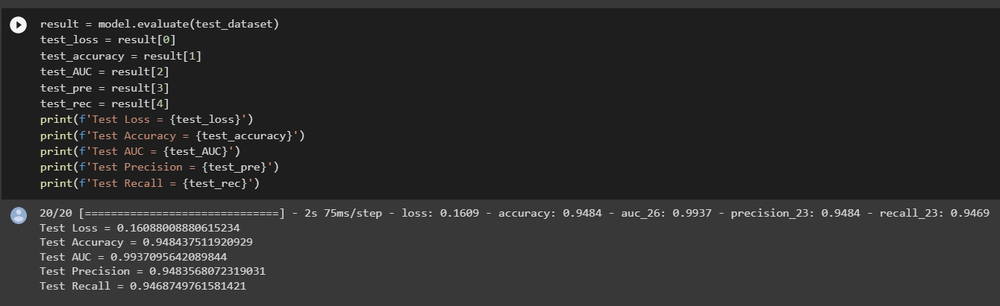 result = model.evaluate(test_dataset)
test_loss = result[0]
test_accuracy = result[1]
test_AUC = result[2]
test_pre = result[3]
test_rec = result[4]
print(f'Test Loss = {test_loss}')
print(f'Test Accuracy = {test_accuracy}')
print(f'Test AUC = {test_AUC}')
print(f'Test Precision = {test_pre}')
print(f'Test Recall = {test_rec}')
20/20 [==============================] - 2s 75ms/step - loss: 0.1609 - accuracy: 0.9484 - auc_26: 0.9937 - precision_23: 0.9484 - recall_23: 0.9469
Test Loss = 0.16088008880615234
Test Accuracy = 0.948437511920929
Test AUC = 0.9937095642089844
Test Precision = 0.9483568072319031
Test Recall = 0.9468749761581421